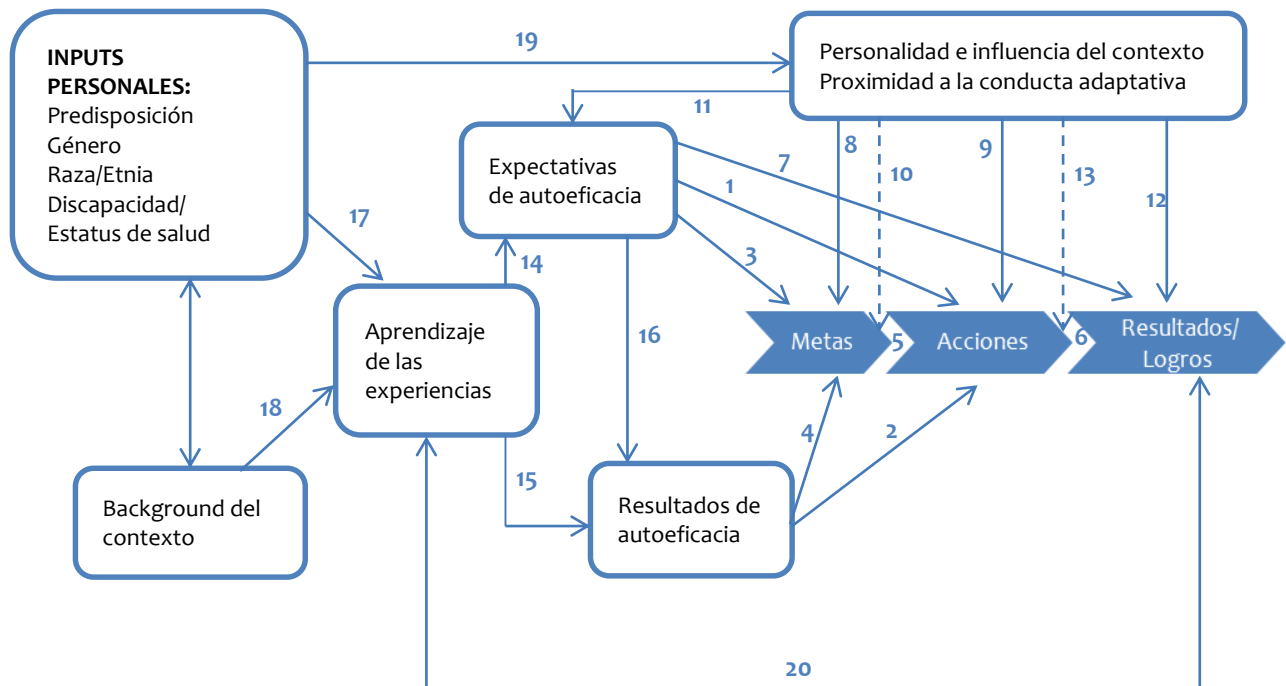 INPUTS
PERSONALES:
Predisposición
Género
Raza/Etnia
Discapacidad/
Estatus de salud
19
Personalidad e influencia del contexto
Proximidad a la conducta adaptativa
11
Expectativas
de autoeficacia
7
1
3
8
10
9
13
12
17
14
Aprendizaje
de las
experiencias
16
Metas
5
Acciones
6
Resultados/
Logros
18
15
4
2
Background del
contexto
Resultados de
autoeficacia
20